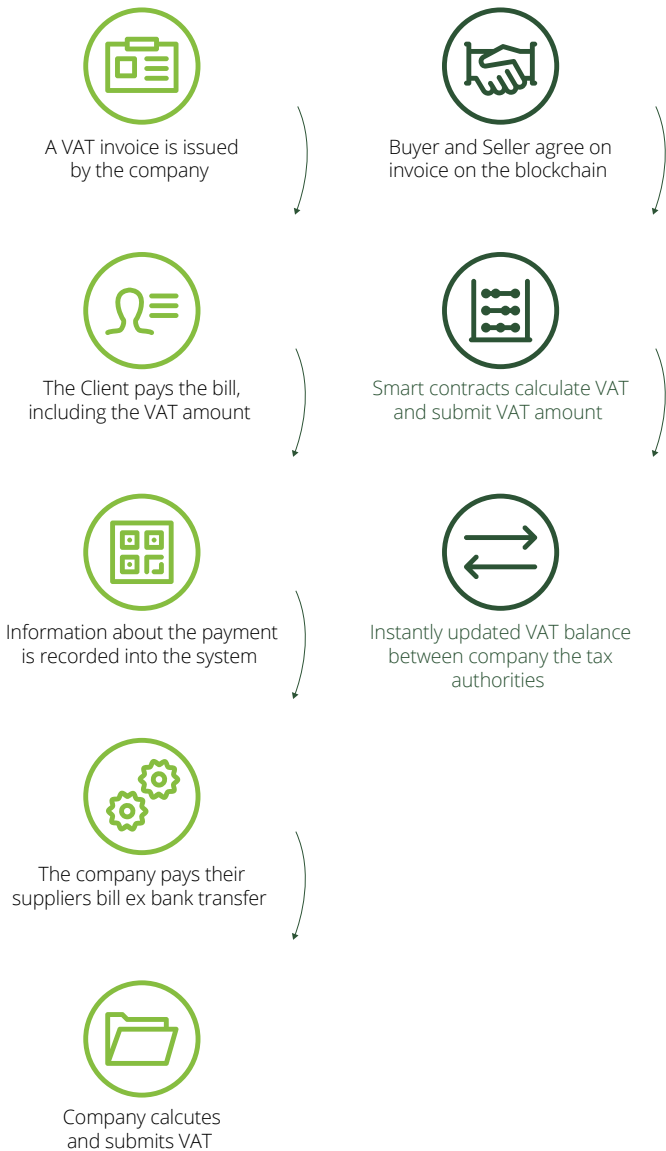 A VAT invoice is issued
by the company
The Client pays the bill,
including the VAT amount
Information about the payment
is recorded into the system
The company pays their
suppliers bill ex bank transfer
Company calcutes
and submits VAT
Buyer and Seller agree on
invoice on the blockchain
Smart contracts calculate VAT
and submit VAT amount
Instantly updated VAT balance
between company the tax
authorities